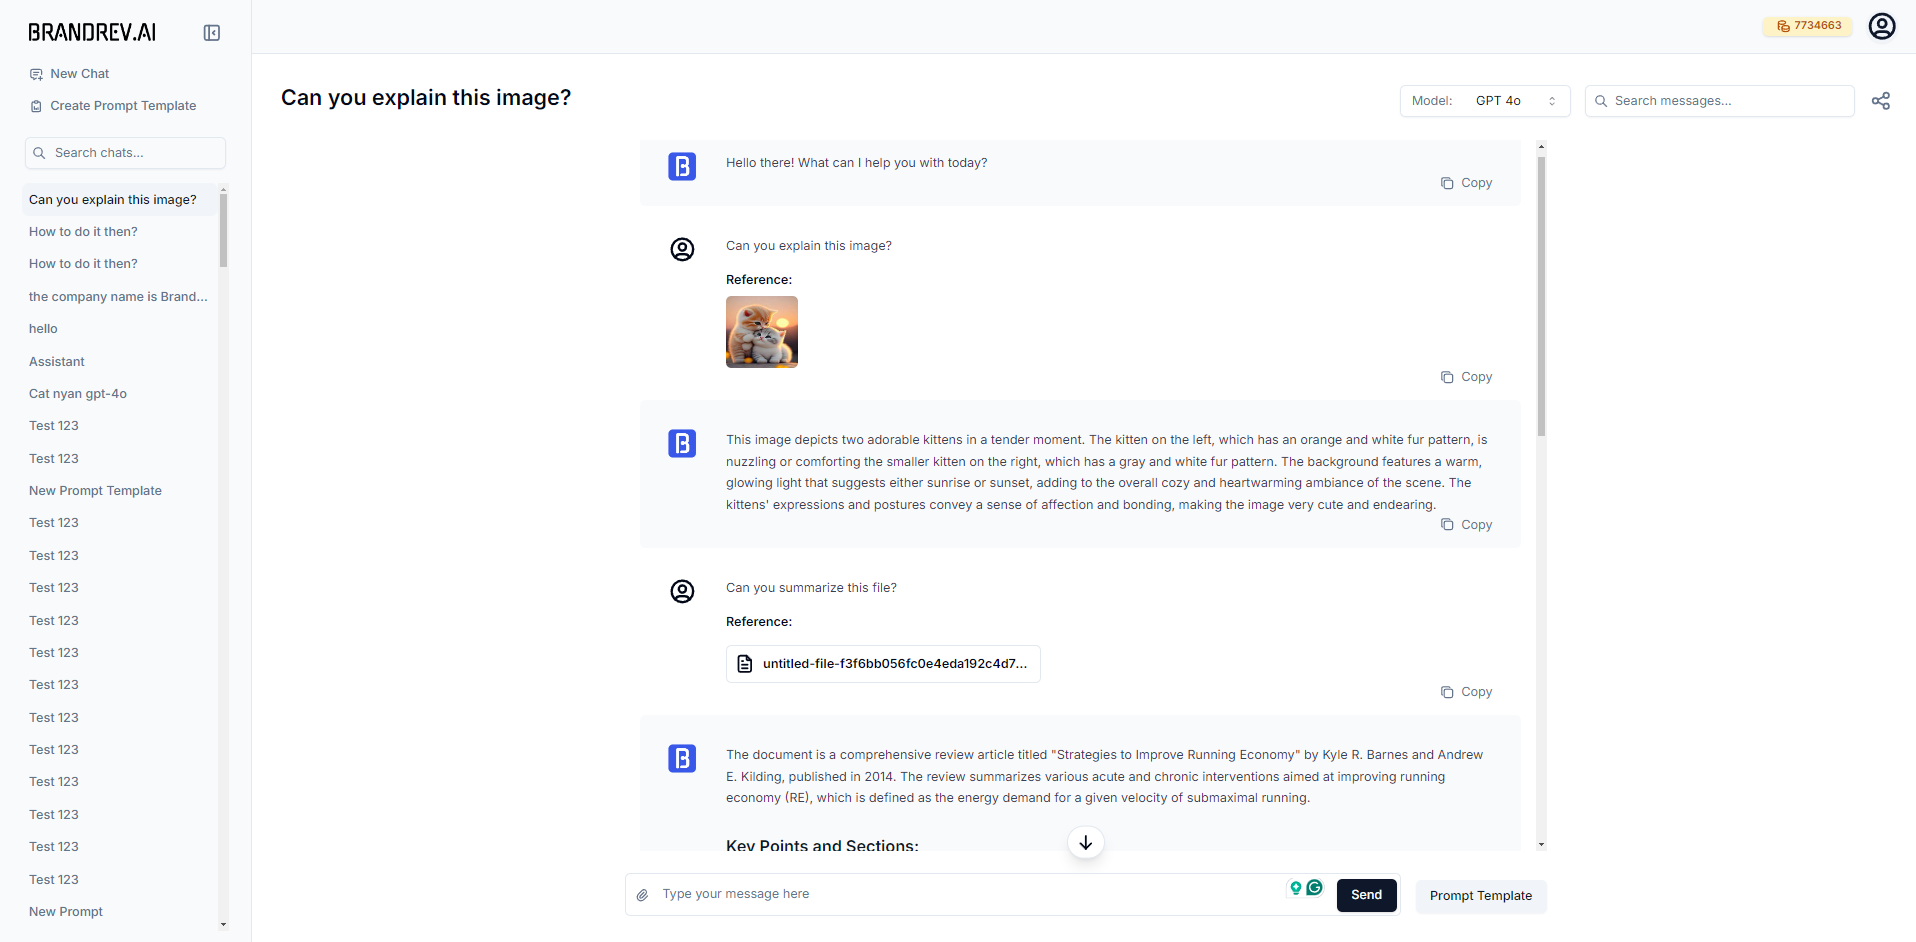 BRANDREV.AI
New Chat
Create Prompt Template
Search chats...
Can you explain this image?
How to do it then?
How to do it then?
the company name is Brand...
hello
Assistant
Cat nyan gpt-4o
Test 123
Test 123
New Prompt Template
Test 123
Test 123
Test 123
Test 123
Test 123
Test 123
Test 123
Test 123
Test 123
Test 123
Test 123
Test 123
New Prompt
7734663
Can you explain this image?
Model: GPT 4o
Search messages...
Hello there! What can I help you with today?
Copy
Can you explain this image?
Reference:
Copy
This image depicts two adorable kittens in a tender moment. The kitten on the left, which has an orange and white fur pattern, is
nuzzling or comforting the smaller kitten on the right, which has a gray and white fur pattern. The background features a warm,
glowing light that suggests either sunrise or sunset, adding to the overall cozy and heartwarming ambiance of the scene. The
kittens' expressions and postures convey a sense of affection and bonding, making the image very cute and endearing.
Copy
Can you summarize this file?
Reference:
untitled-file-f3f6bb056fc0e4eda192c4d7...
Copy
The document is a comprehensive review article titled "Strategies to Improve Running Economy" by Kyle R. Barnes and Andrew
E. Kilding, published in 2014. The review summarizes various acute and chronic interventions aimed at improving running
economy (RE), which is defined as the energy demand for a given velocity of submaximal running.
Key Points and Sections:
Type your message here
Send
Prompt Template